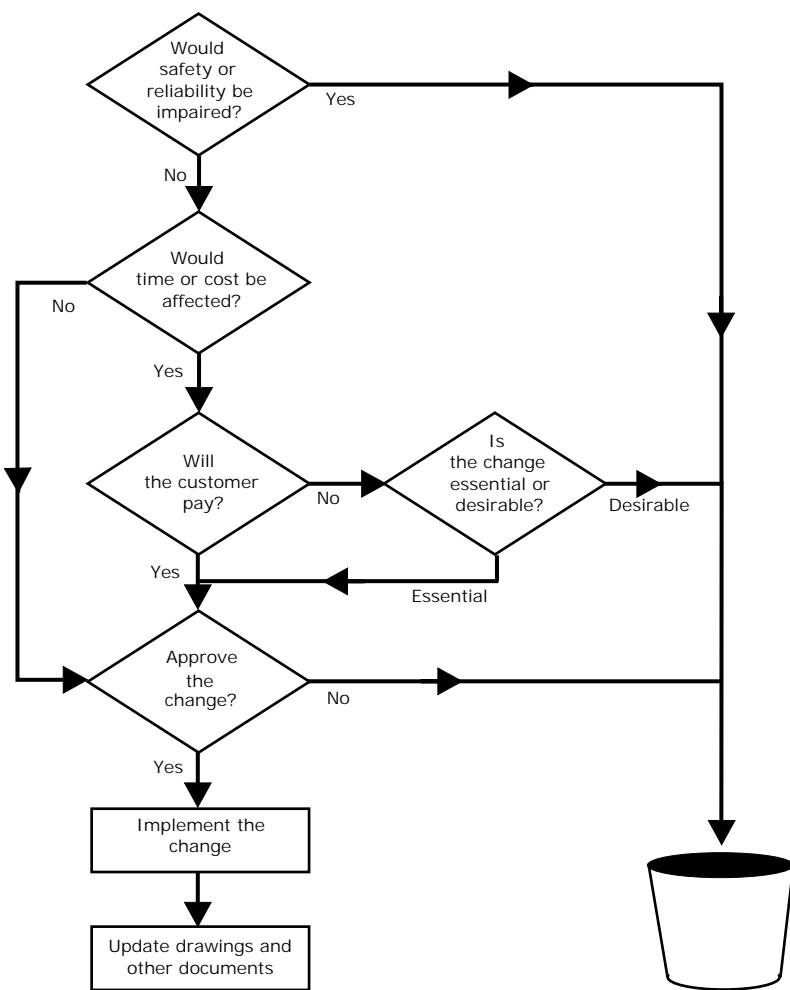 Would
safety or
reliability be
impaired?
Yes
No
Would
time or cost be
affected?
No
Yes
Will
the customer
pay?
No
Is
the change
essential or
desirable?
Desirable
Yes
Essential
Approve
the
change?
No
Yes
Implement the
change
Update drawings and
other documents